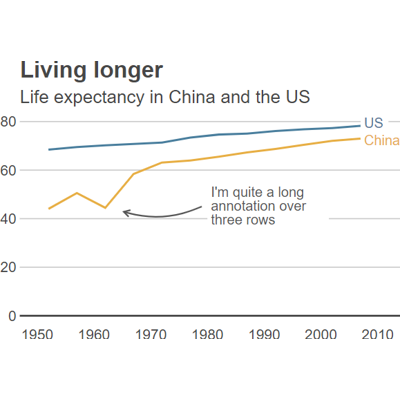 Living longer
Life expectancy in China and the US
80
US
China
60
I'm quite a long
annotation over
three rows
40
20
0
1950 1960 1970 1980 1990 2000 2010